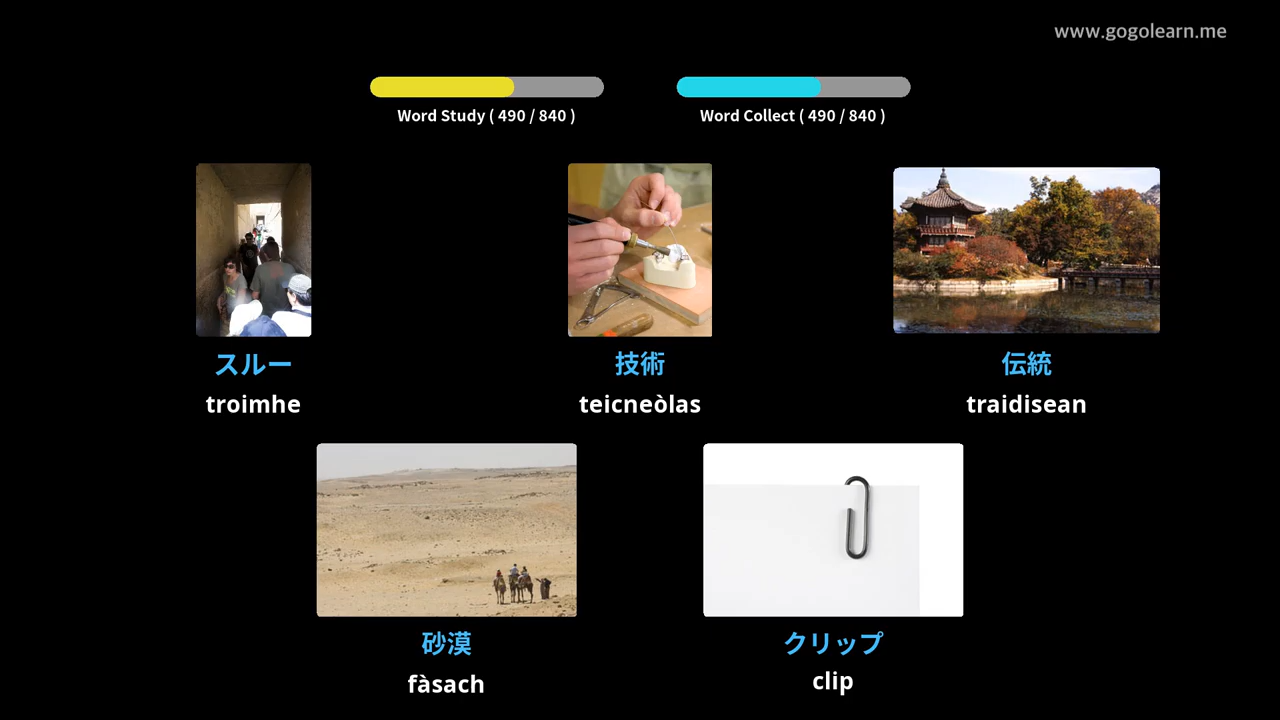 www.gogolearn.me
Word Study ( 490 / 840 )
Word Collect ( 490 / 840 )
スルー
troimhe
技術
teicneòlas
伝統
traidisean
砂漠
fàsach
クリップ
clip